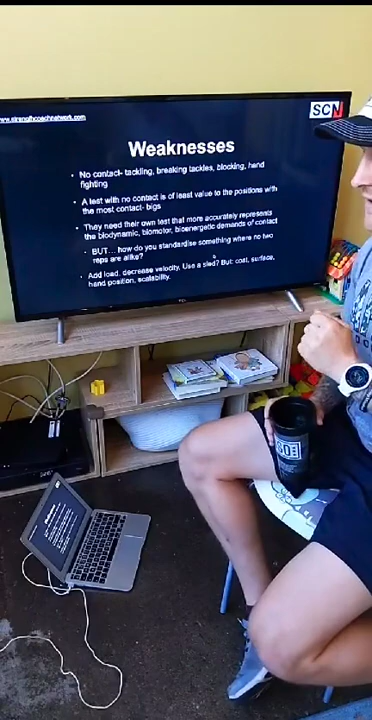 www.strengthcoachnetwork.com
SCN
Weaknesses
• No contact- tackling, breaking tackles, blocking, hand
fighting
• A test with no contact is of least value to the positions with
the most contact- bigs
• They need their own test that more accurately represents
the biodynamic, biomotor, bioenergetic demands of contact
• BUT... how do you standardise something where no two
reps are alike?
• Add load, decrease velocity. Use a sled? But: cost, surface,
hand position, scalability.
TCL